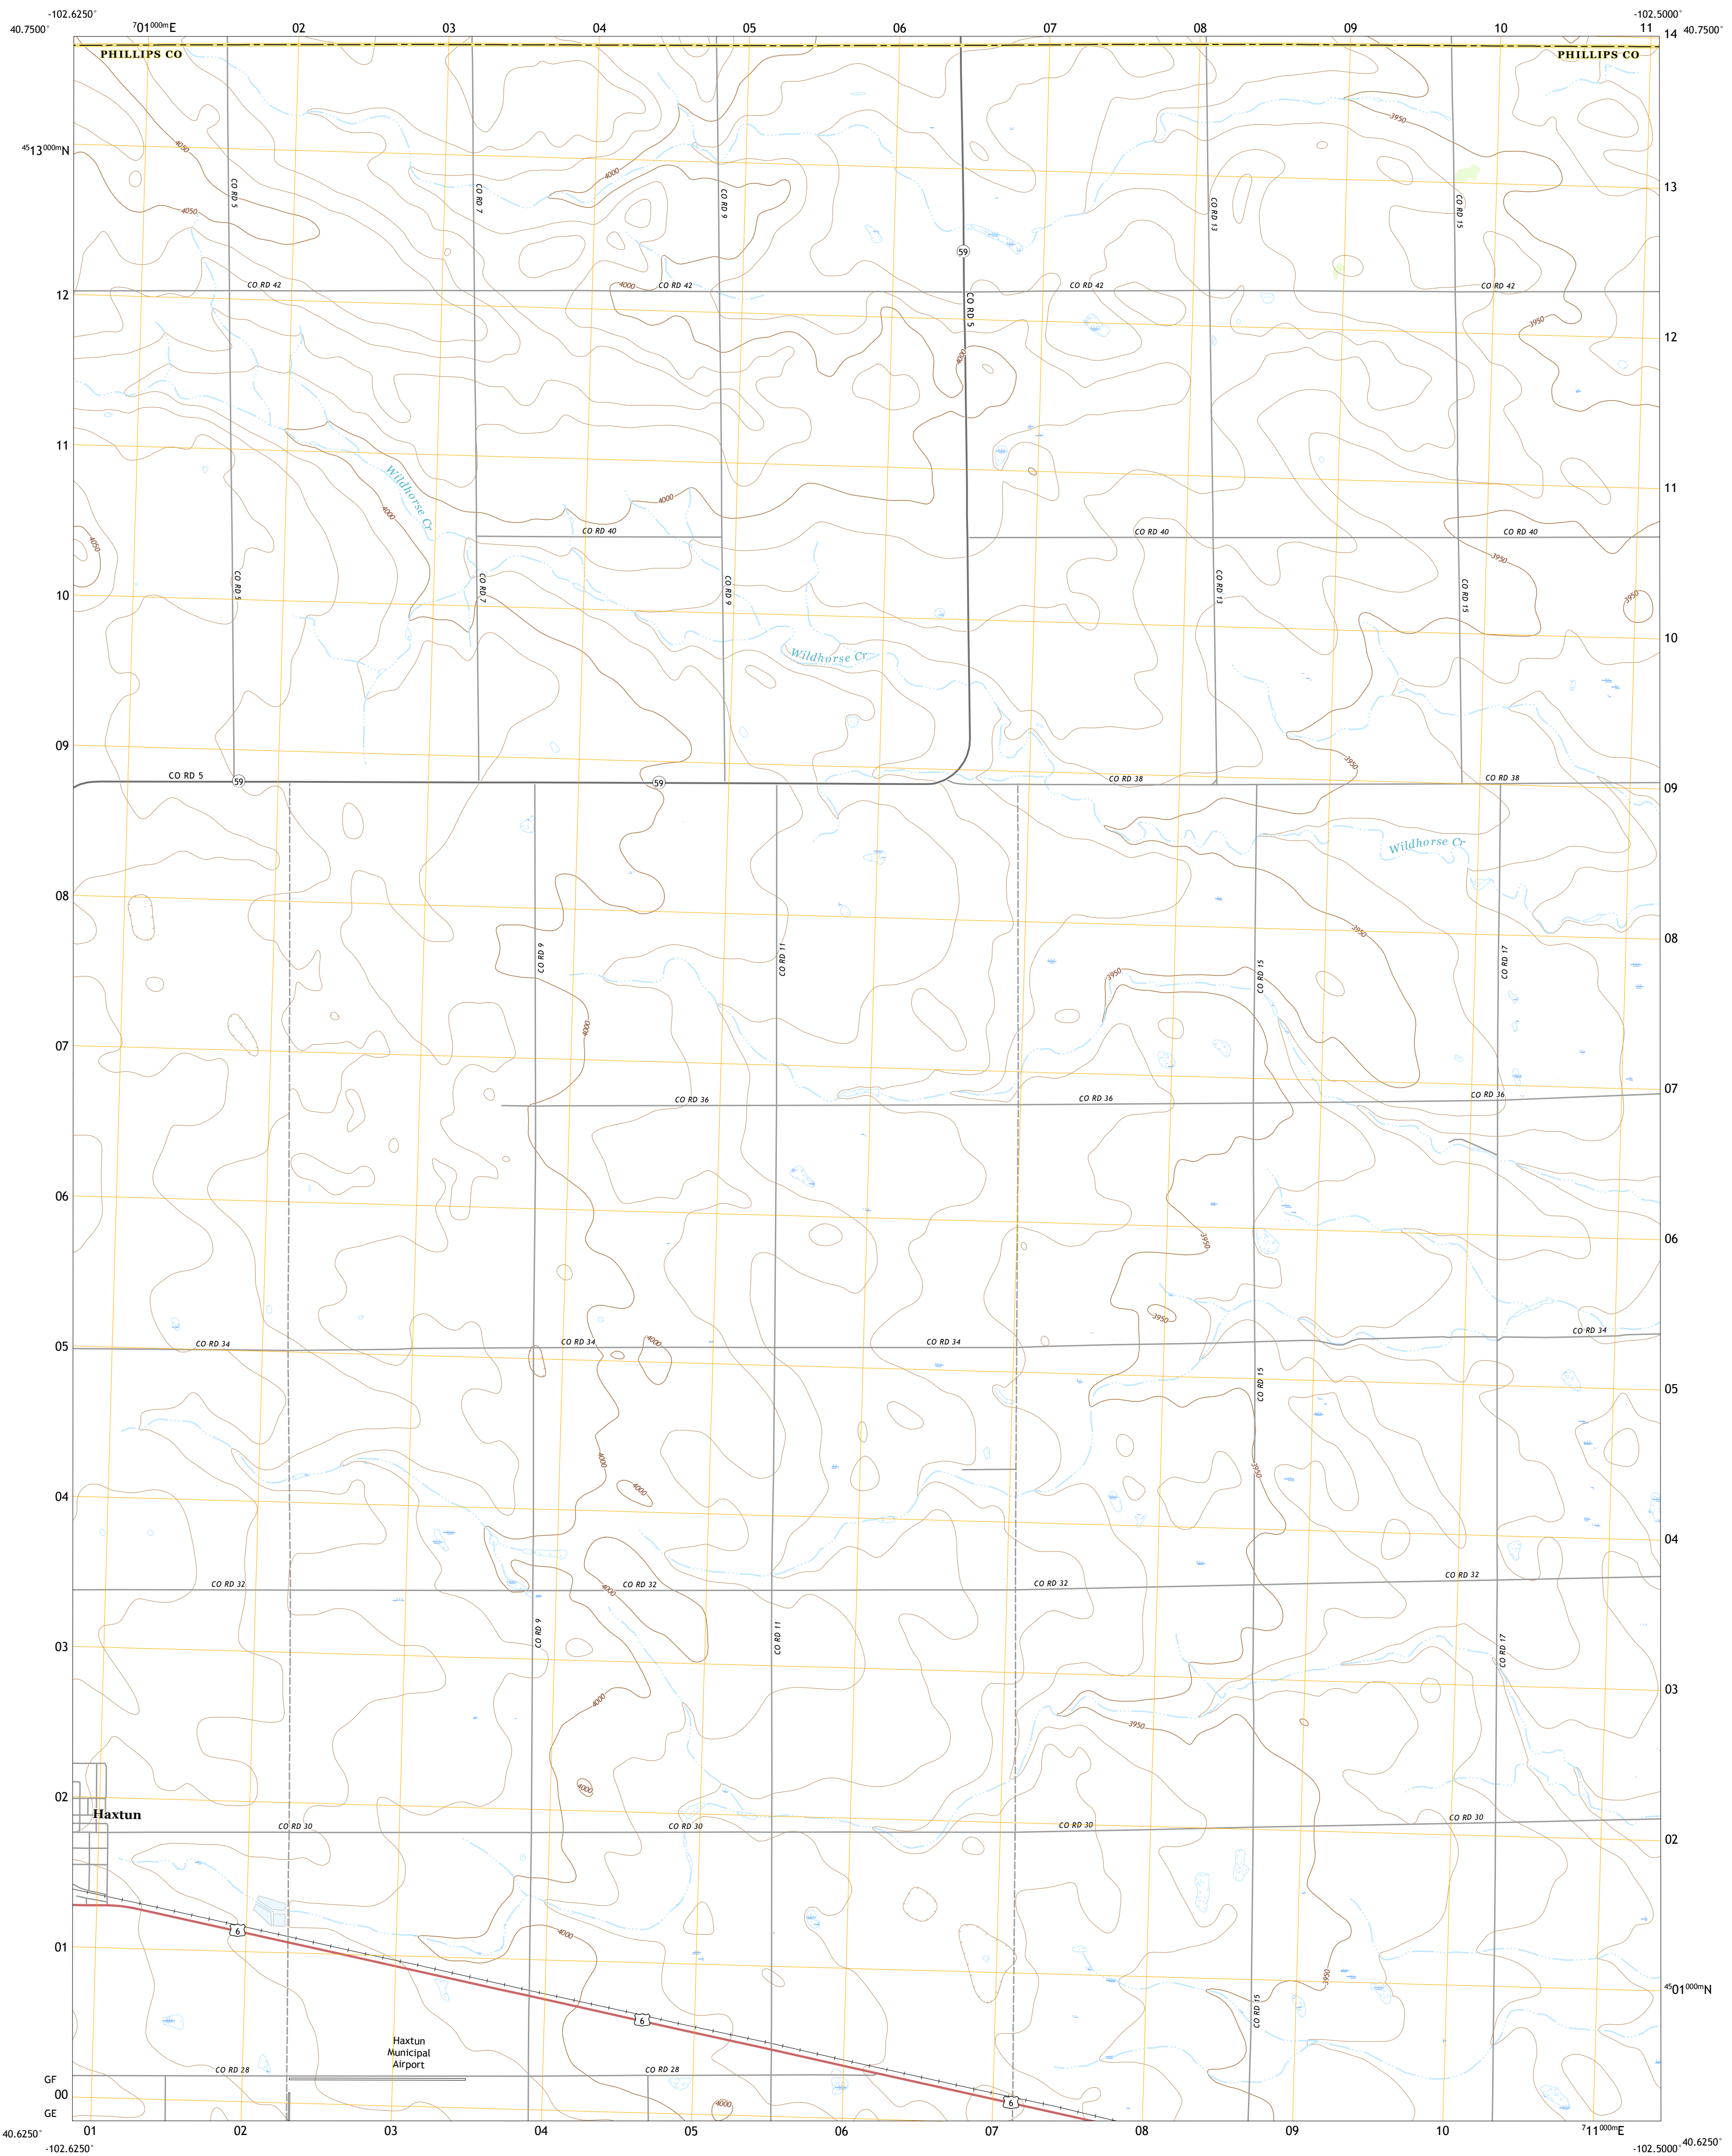 -102.6250°
-102.5000°
40.7500°
701000mE 02 03 04 05 06 07 08 09 10 11
14 40.7500°
PHILLIPS CO
PHILLIPS CO
3950
4050
4513000mN
4000
13
CO RD 5
CO RD 7
CO RD 9
CO RD 13
CO RD 15
4050
59
CO RD 42
4000
CO RD 42
CO RD 42
CO RD 42
12
CO RD 5
3950
12
4000
11
Wildhorse Cr
11
4000
4000
CO RD 40
CO RD 40
CO RD 40
4050
3950
CO RD 5
CO RD 7
CO RD 9
CO RD 13
CO RD 15
3950
10
10
Wildhorse Cr
09
3950
CO RD 5
59
59
CO RD 38
CO RD 38
09
Wildhorse Cr
08
3950
08
CO RD 9
CO RD 11
CO RD 15
CO RD 17
3950
4000
07
07
CO RD 36
CO RD 36
CO RD 36
06
3950
06
3950
CO RD 34
CO RD 34
CO RD 34
CO RD 34
05
4000
05
CO RD 15
4000
3950
4000
04
04
CO RD 32
4000
CO RD 32
CO RD 32
CO RD 32
CO RD 9
CO RD 11
CO RD 17
03
03
4000
3950
4000
02
Haxtun
CO RD 30
CO RD 30
CO RD 30
CO RD 30
02
6
4000
01
3950
4501000mN
CO RD 15
6
Haxtun
Municipal
Airport
CO RD 28
CO RD 28
GF
00
GE
4000
6
01 02 03 04 05 06 07 08 09 10 711000mE
40.6250°
40.6250°
-102.6250°
-102.5000°